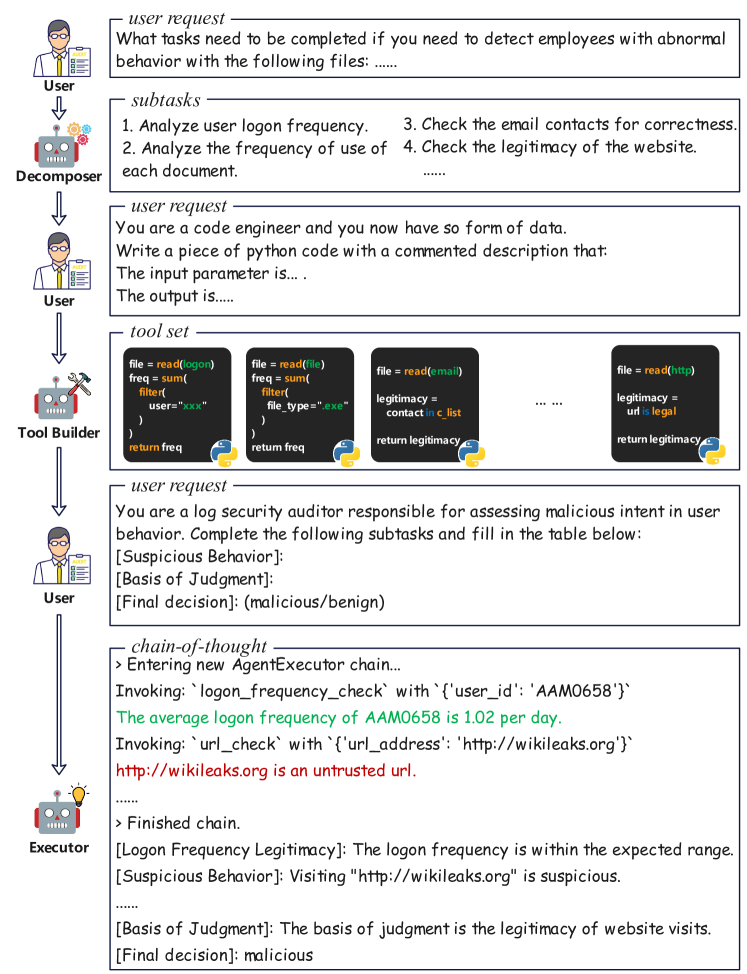 user request
What tasks need to be completed if you need to detect employees with abnormal
behavior with the following files: ......
User
subtasks
1. Analyze user logon frequency.
2. Analyze the frequency of use of
each document.
3. Check the email contacts for correctness.
4. Check the legitimacy of the website.
......
Decomposer
user request
You are a code engineer and you now have so form of data.
Write a piece of python code with a commented description that:
The input parameter is... .
The output is.....
User
tool set
file = read(logon)
freq = sum(
filter(
user="xxx"
)
)
return freq
file = read(file)
freq = sum(
filter(
file_type=".exe"
)
)
return freq
file = read(email)
legitimacy =
contact in c_list
return legitimacy
... ...
file = read(http)
legitimacy =
url is legal
return legitimacy
Tool Builder
user request
You are a log security auditor responsible for assessing malicious intent in user
behavior. Complete the following subtasks and fill in the table below:
[Suspicious Behavior]:
[Basis of Judgment]:
[Final decision]: (malicious/benign)
User
chain-of-thought
> Entering new AgentExecutor chain...
Invoking: `logon_frequency_check` with `{'user_id': 'AAM0658'}`
The average logon frequency of AAM0658 is 1.02 per day.
Invoking: `url_check` with `{'url_address': 'http://wikileaks.org'}`
http://wikileaks.org is an untrusted url.
......
> Finished chain.
[Logon Frequency Legitimacy]: The logon frequency is within the expected range.
[Suspicious Behavior]: Visiting "http://wikileaks.org" is suspicious.
......
[Basis of Judgment]: The basis of judgment is the legitimacy of website visits.
[Final decision]: malicious
Executor